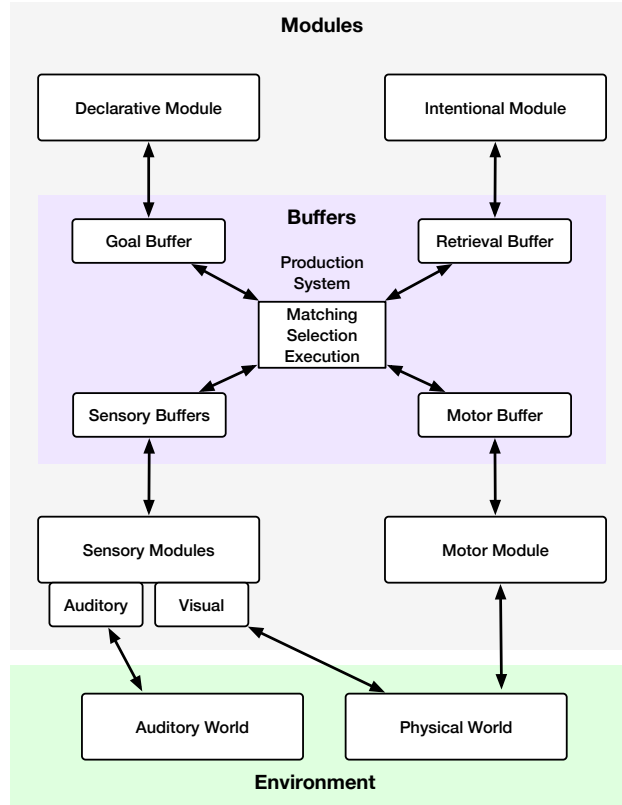 Modules
Declarative Module
Intentional Module
Buffers
Goal Buffer
Retrieval Buffer
Production
System
Matching
Selection
Execution
Sensory Buffers
Motor Buffer
Sensory Modules
Motor Module
Auditory
Visual
Auditory World
Physical World
Environment